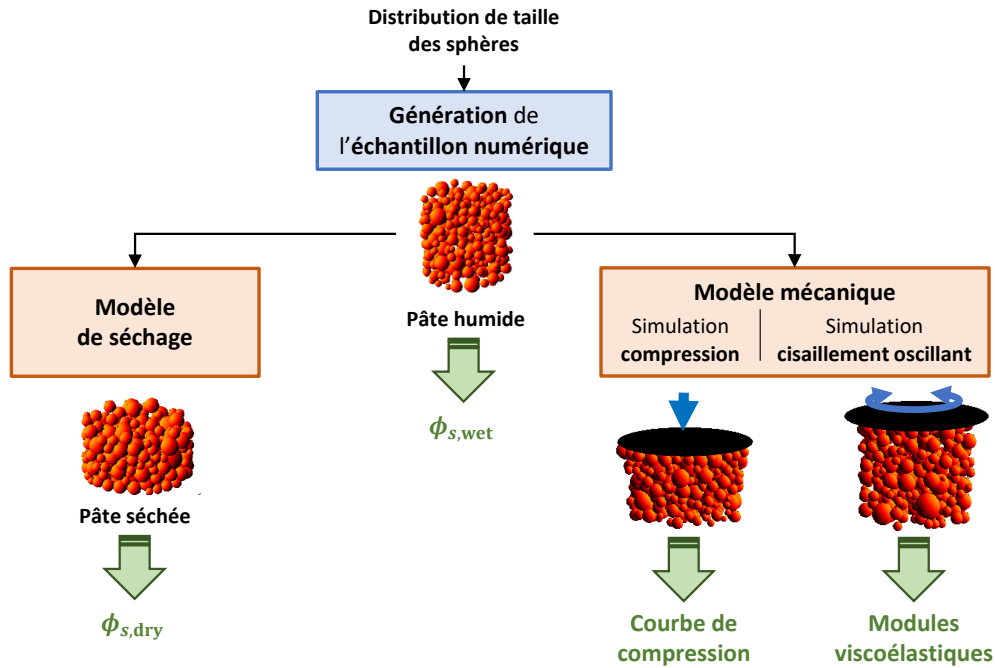 Distribution de taille
des sphères
Génération de
l'échantillon numérique
Modèle
de séchage
Pâte humide
Modèle mécanique
Simulation
compression
Simulation
cisaillement oscillant
ϕs,wet
Pâte séchée
ϕs,dry
Courbe de
compression
Modules
viscoélastiques